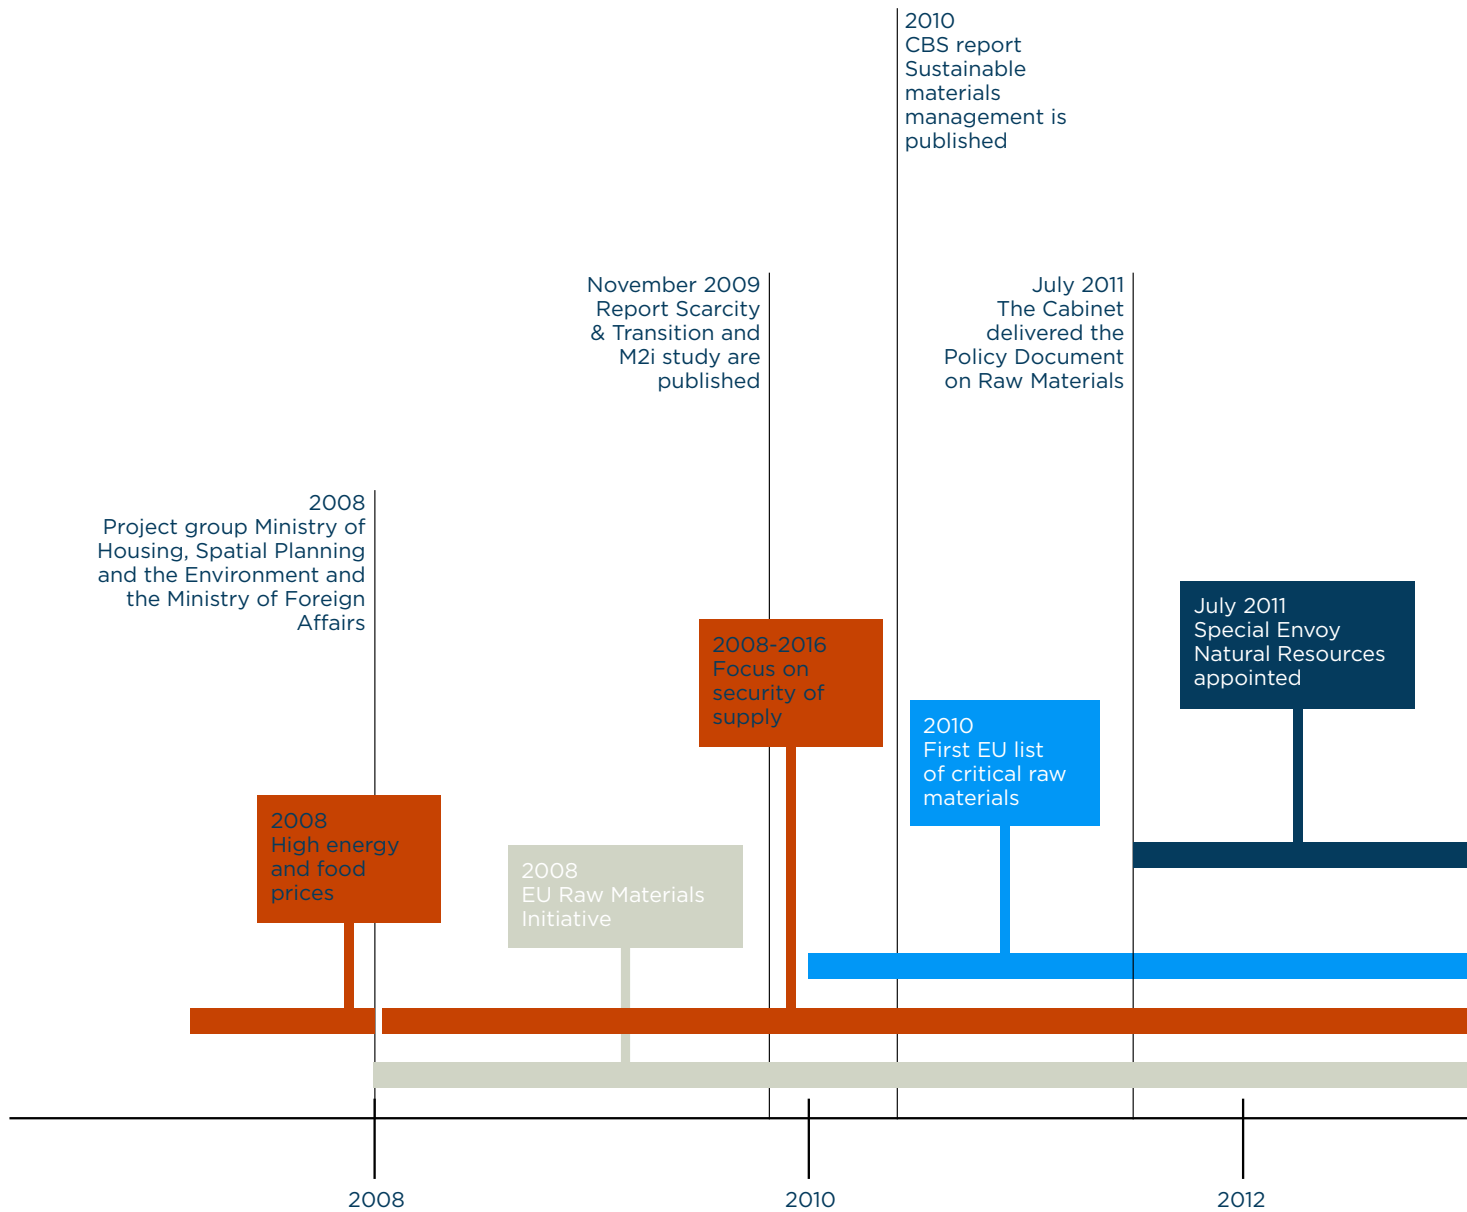 2010
CBS report
Sustainable
materials
management is
published
November 2009
Report Scarcity
& Transition and
M2i study are
published
July 2011
The Cabinet
delivered the
Policy Document
on Raw Materials
2008
Project group Ministry of
Housing, Spatial Planning
and the Environment and
the Ministry of Foreign
Affairs
July 2011
Special Envoy
Natural Resources
appointed
2008-2016
Focus on
security of
supply
2010
First EU list
of critical raw
materials
2008
High energy
and food
prices
2008
EU Raw Materials
Initiative
2008
2010
2012